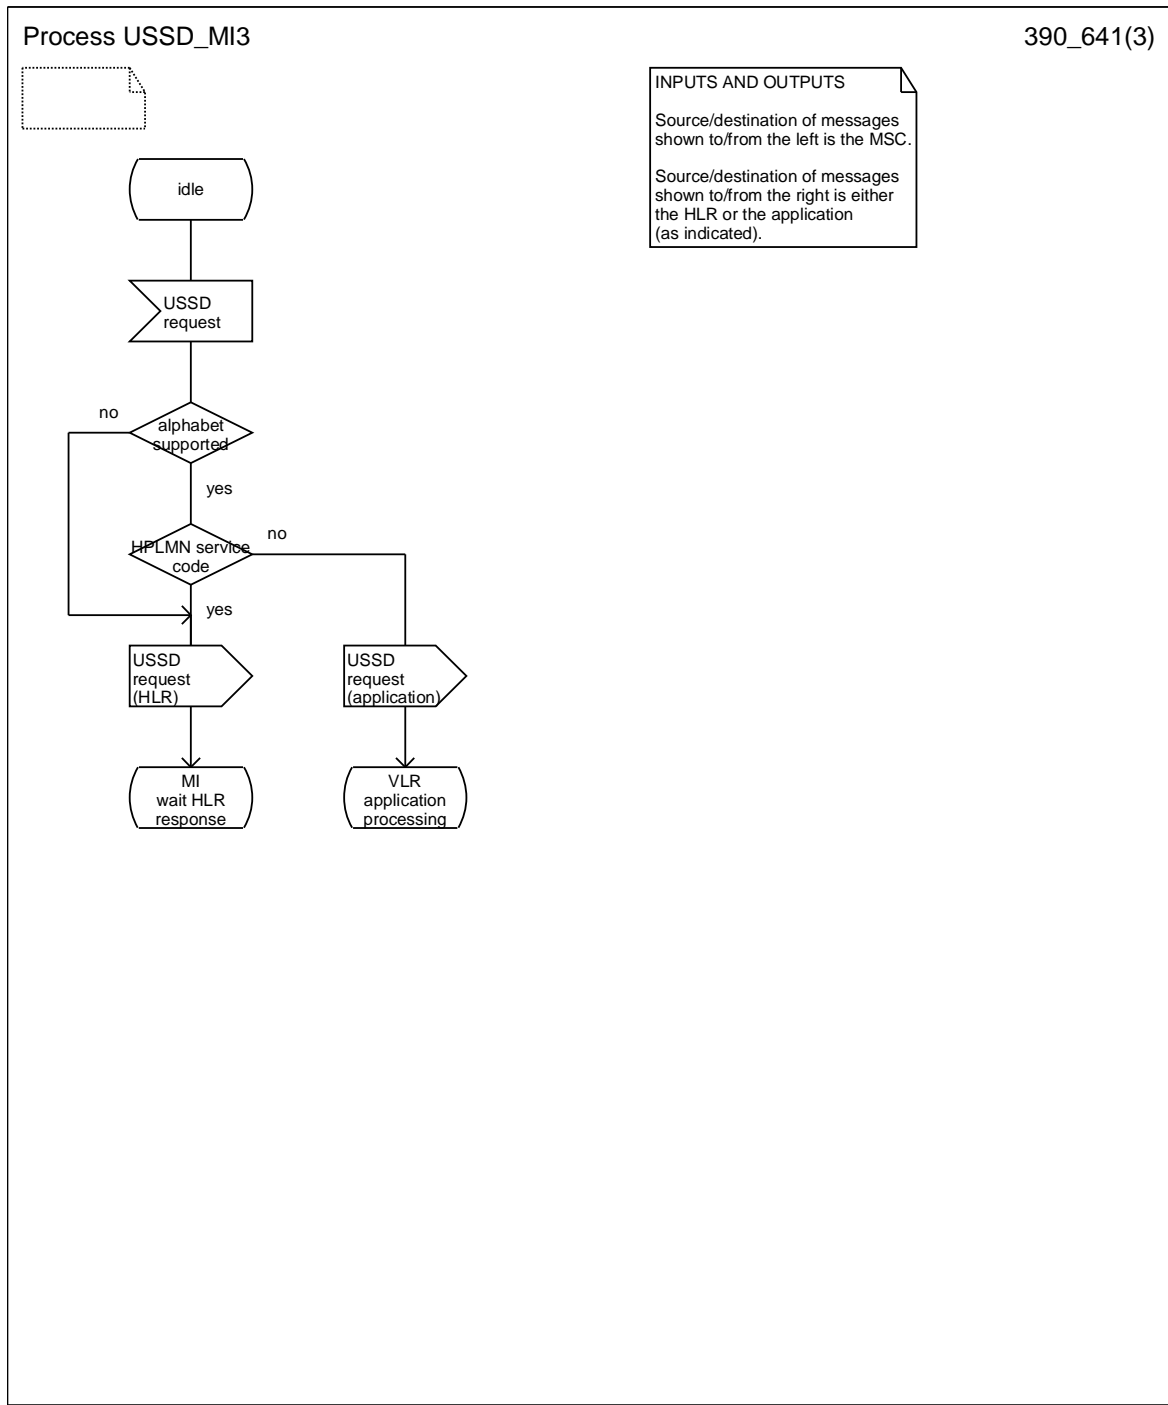 Process USSD_MI3
390_641(3)
INPUTS AND OUTPUTS
Source/destination of messages
shown to/from the left is the MSC.
Source/destination of messages
shown to/from the right is either
the HLR or the application
(as indicated).
idle
USSD
request
no
alphabet
supported
yes
no
HPLMN service
code
yes
USSD
request
(HLR)
USSD
request
(application)
MI
wait HLR
response
VLR
application
processing